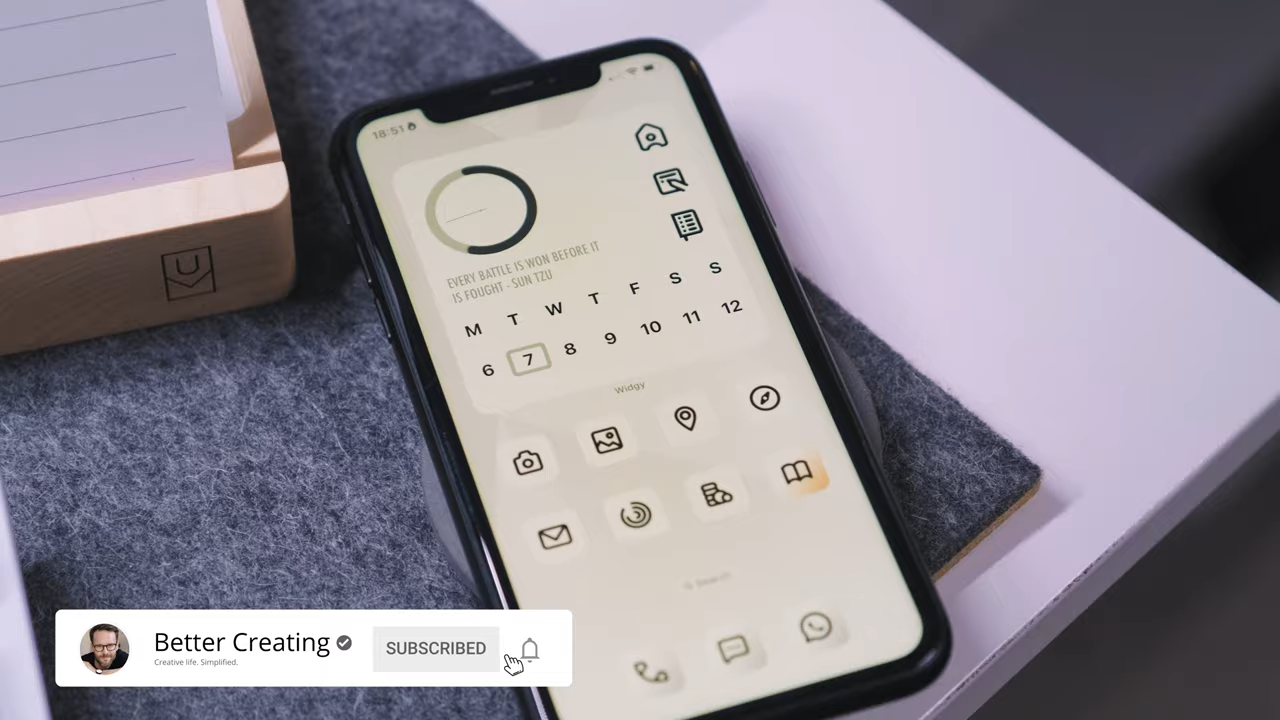 18:51
EVERY BATTLE IS WON BEFORE IT
IS FOUGHT - SUN TZU
M T W T F S S
6 7 8 9 10 11 12
Widgy
Search
Better Creating
Creative life. Simplified.
SUBSCRIBED